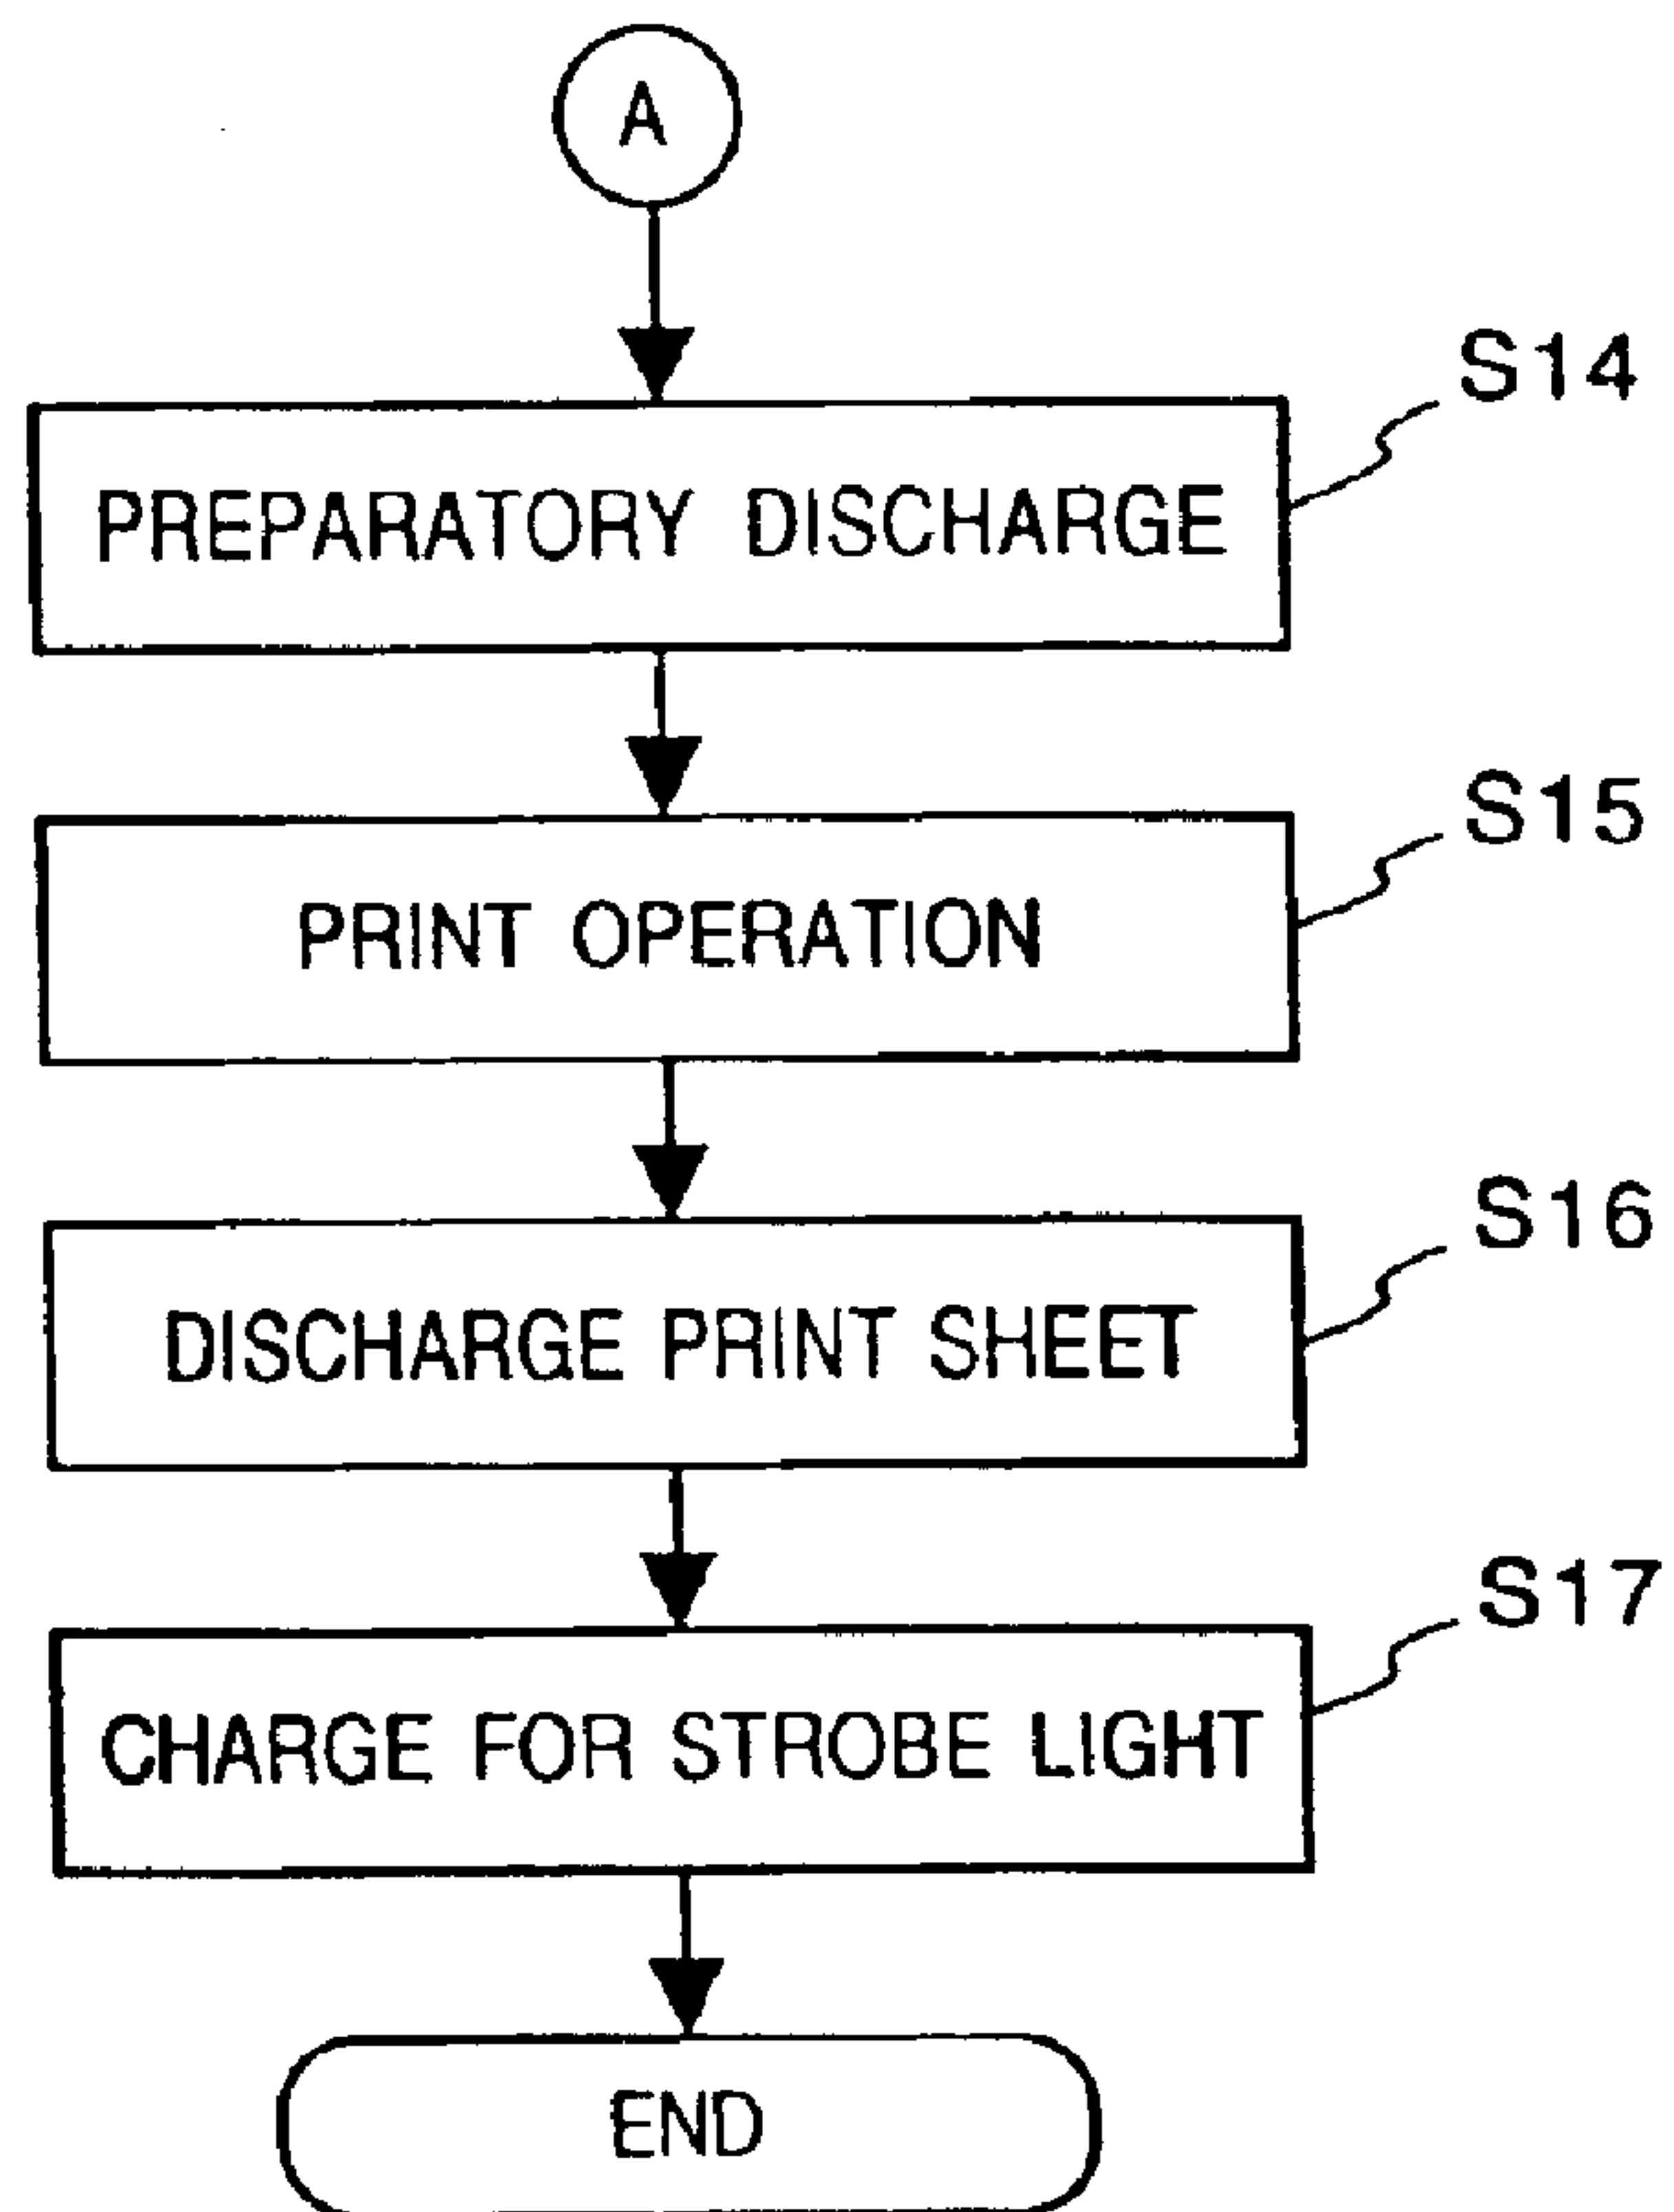 A
S14
PREPARATORY DISCHARGE
S15
PRINT OPERATION
S16
DISCHARGE PRINT SHEET
S17
CHARGE FOR STROBE LIGHT
END